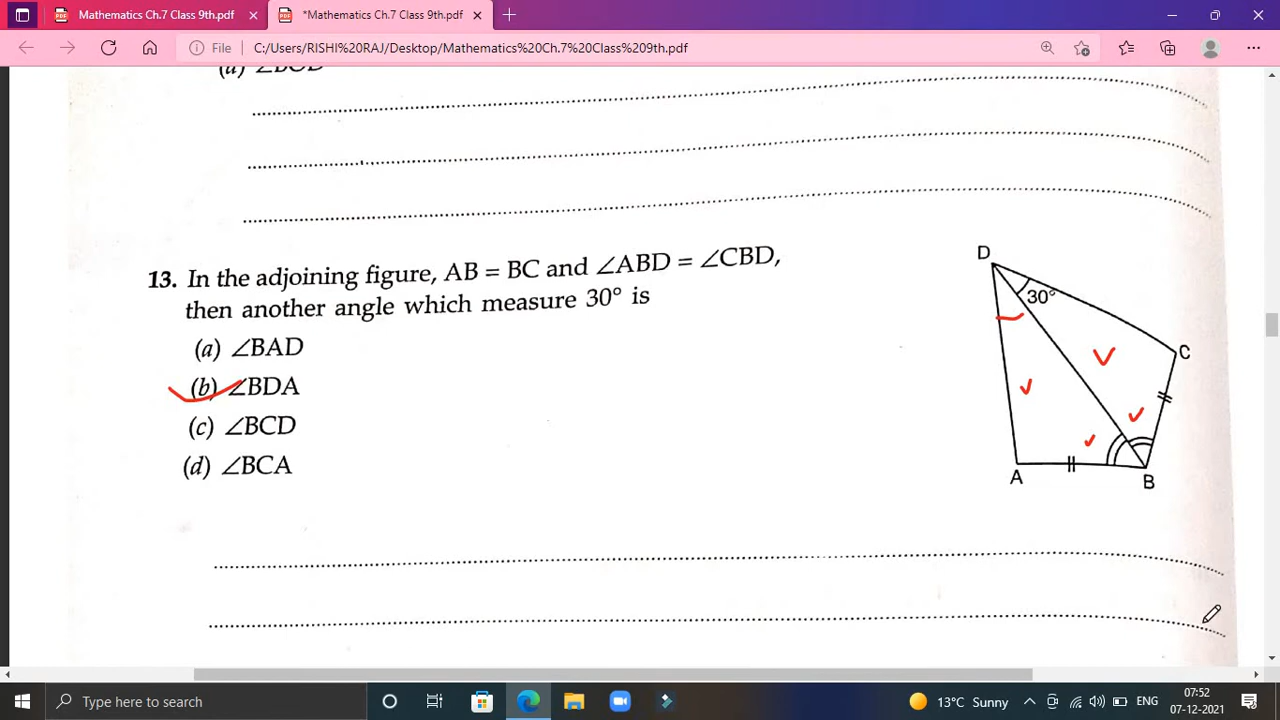 Mathematics Ch.7 Class 9th.pdf
*Mathematics Ch.7 Class 9th.pdf
File
C:/Users/RISHI%20RAJ/Desktop/Mathematics%20Ch.7%20Class%209th.pdf
13. In the adjoining figure, AB = BC and ∠ABD = ∠CBD,
then another angle which measure 30° is
(a) ∠BAD
(b) ∠BDA
(c) ∠BCD
(d) ∠BCA
D
30°
C
A
B
Type here to search
13°C Sunny
ENG
07:52
07-12-2021